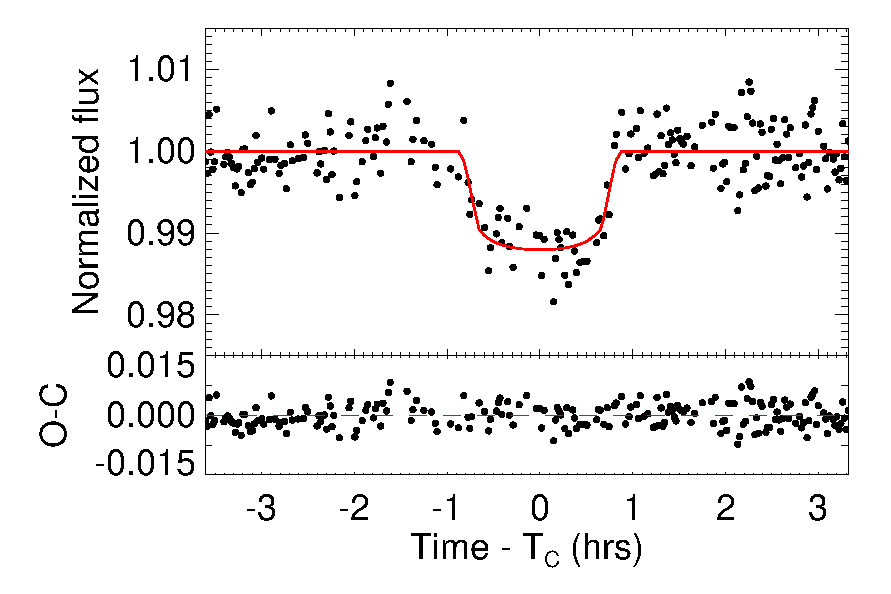 Normalized flux
1.01
1.00
0.99
0.98
O-C
0.015
0.000
-0.015
-3 -2 -1 0 1 2 3
Time - T_C (hrs)